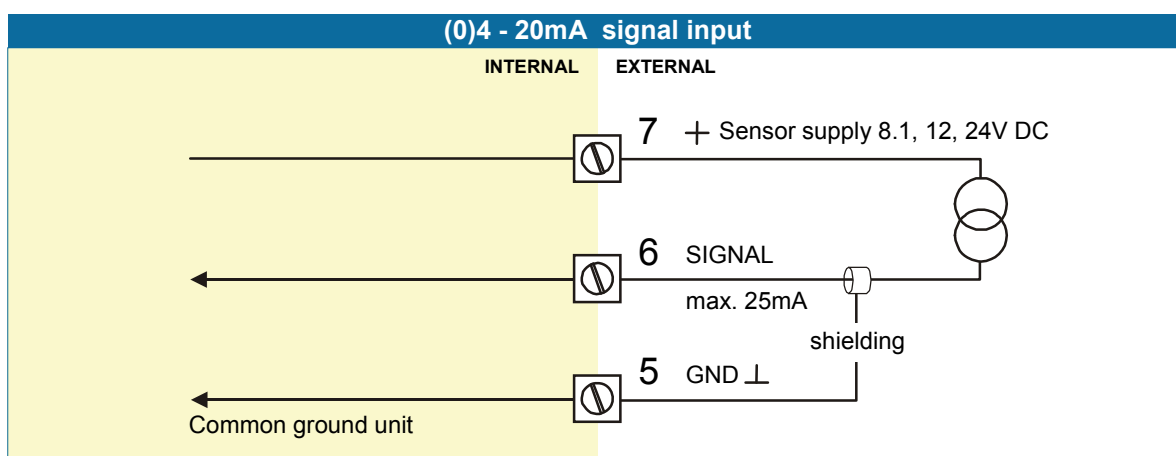 (0)4 - 20mA signal input
INTERNAL EXTERNAL
7 + Sensor supply 8.1, 12, 24V DC
6 SIGNAL
max. 25mA
shielding
5 GND ⊥
Common ground unit